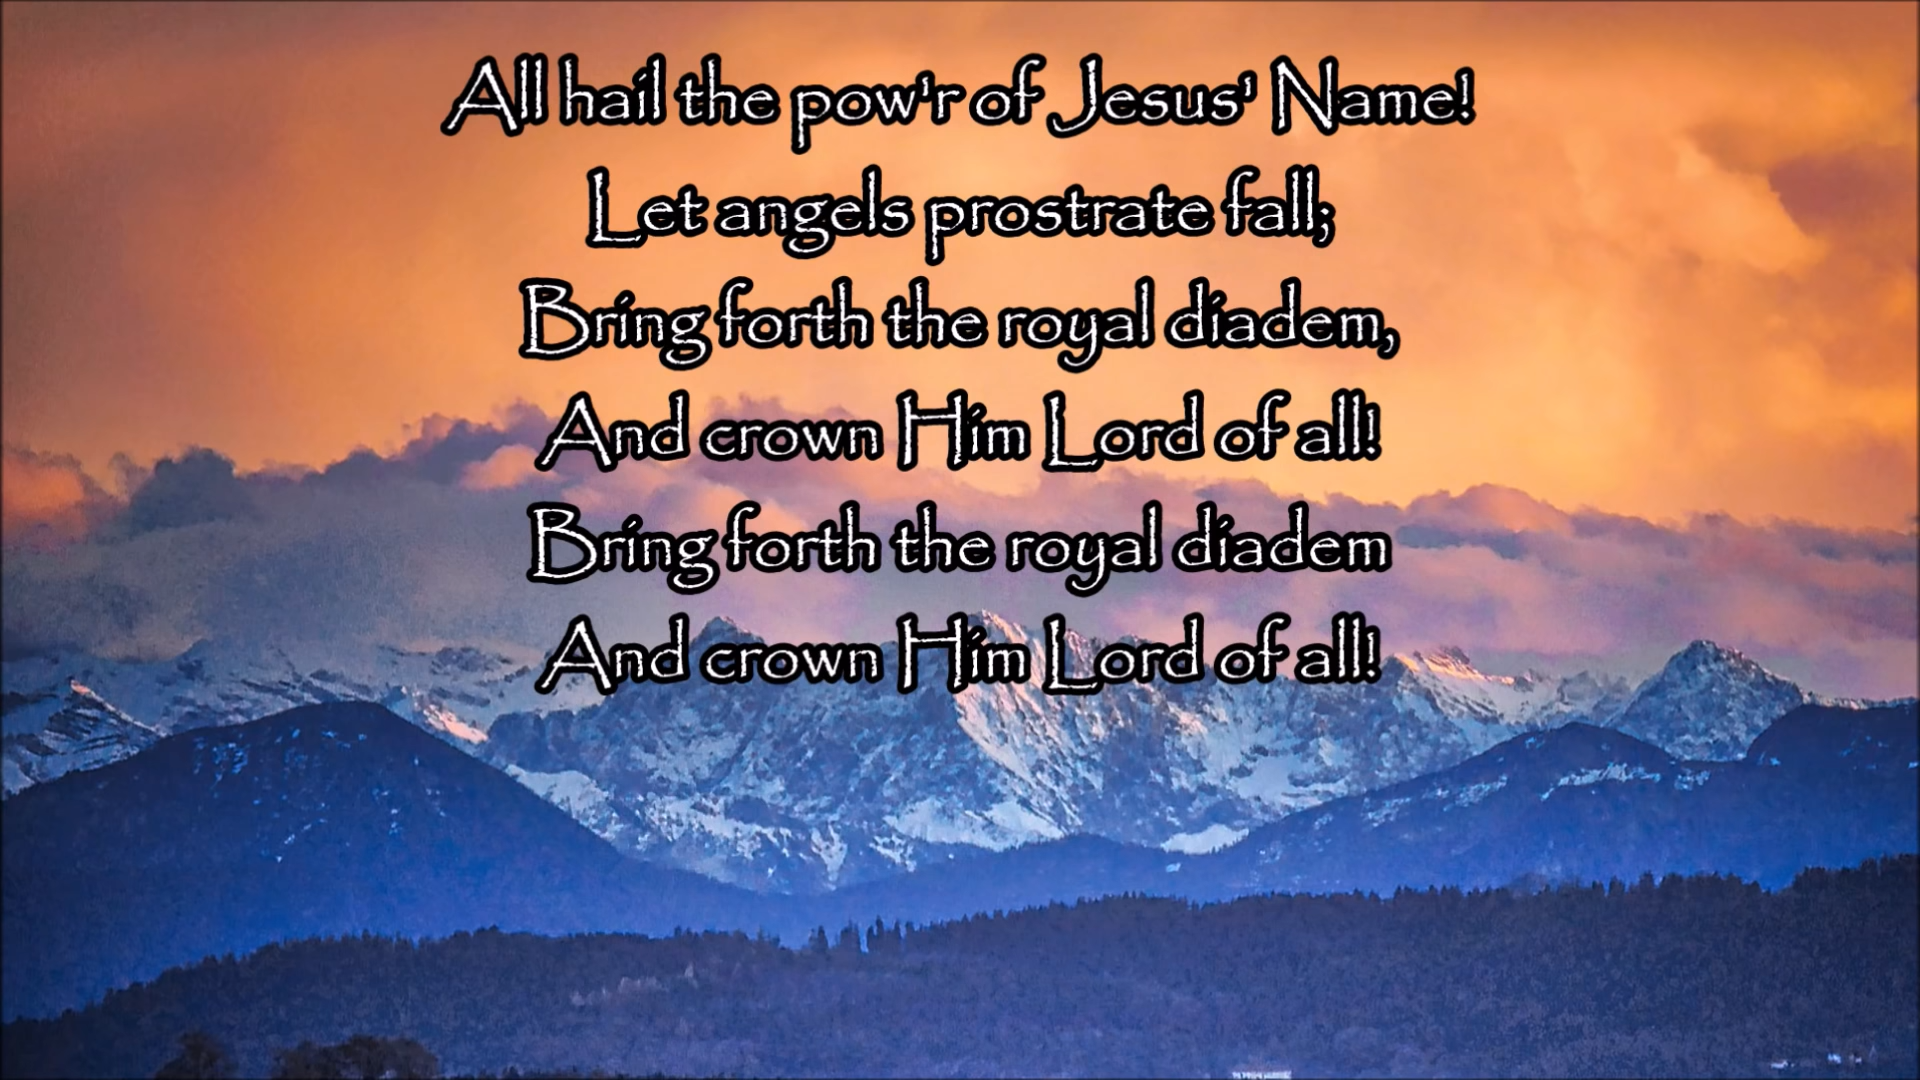 All hail the pow'r of Jesus' Name!
Let angels prostrate fall;
Bring forth the royal diadem,
And crown Him Lord of all!
Bring forth the royal diadem
And crown Him Lord of all!